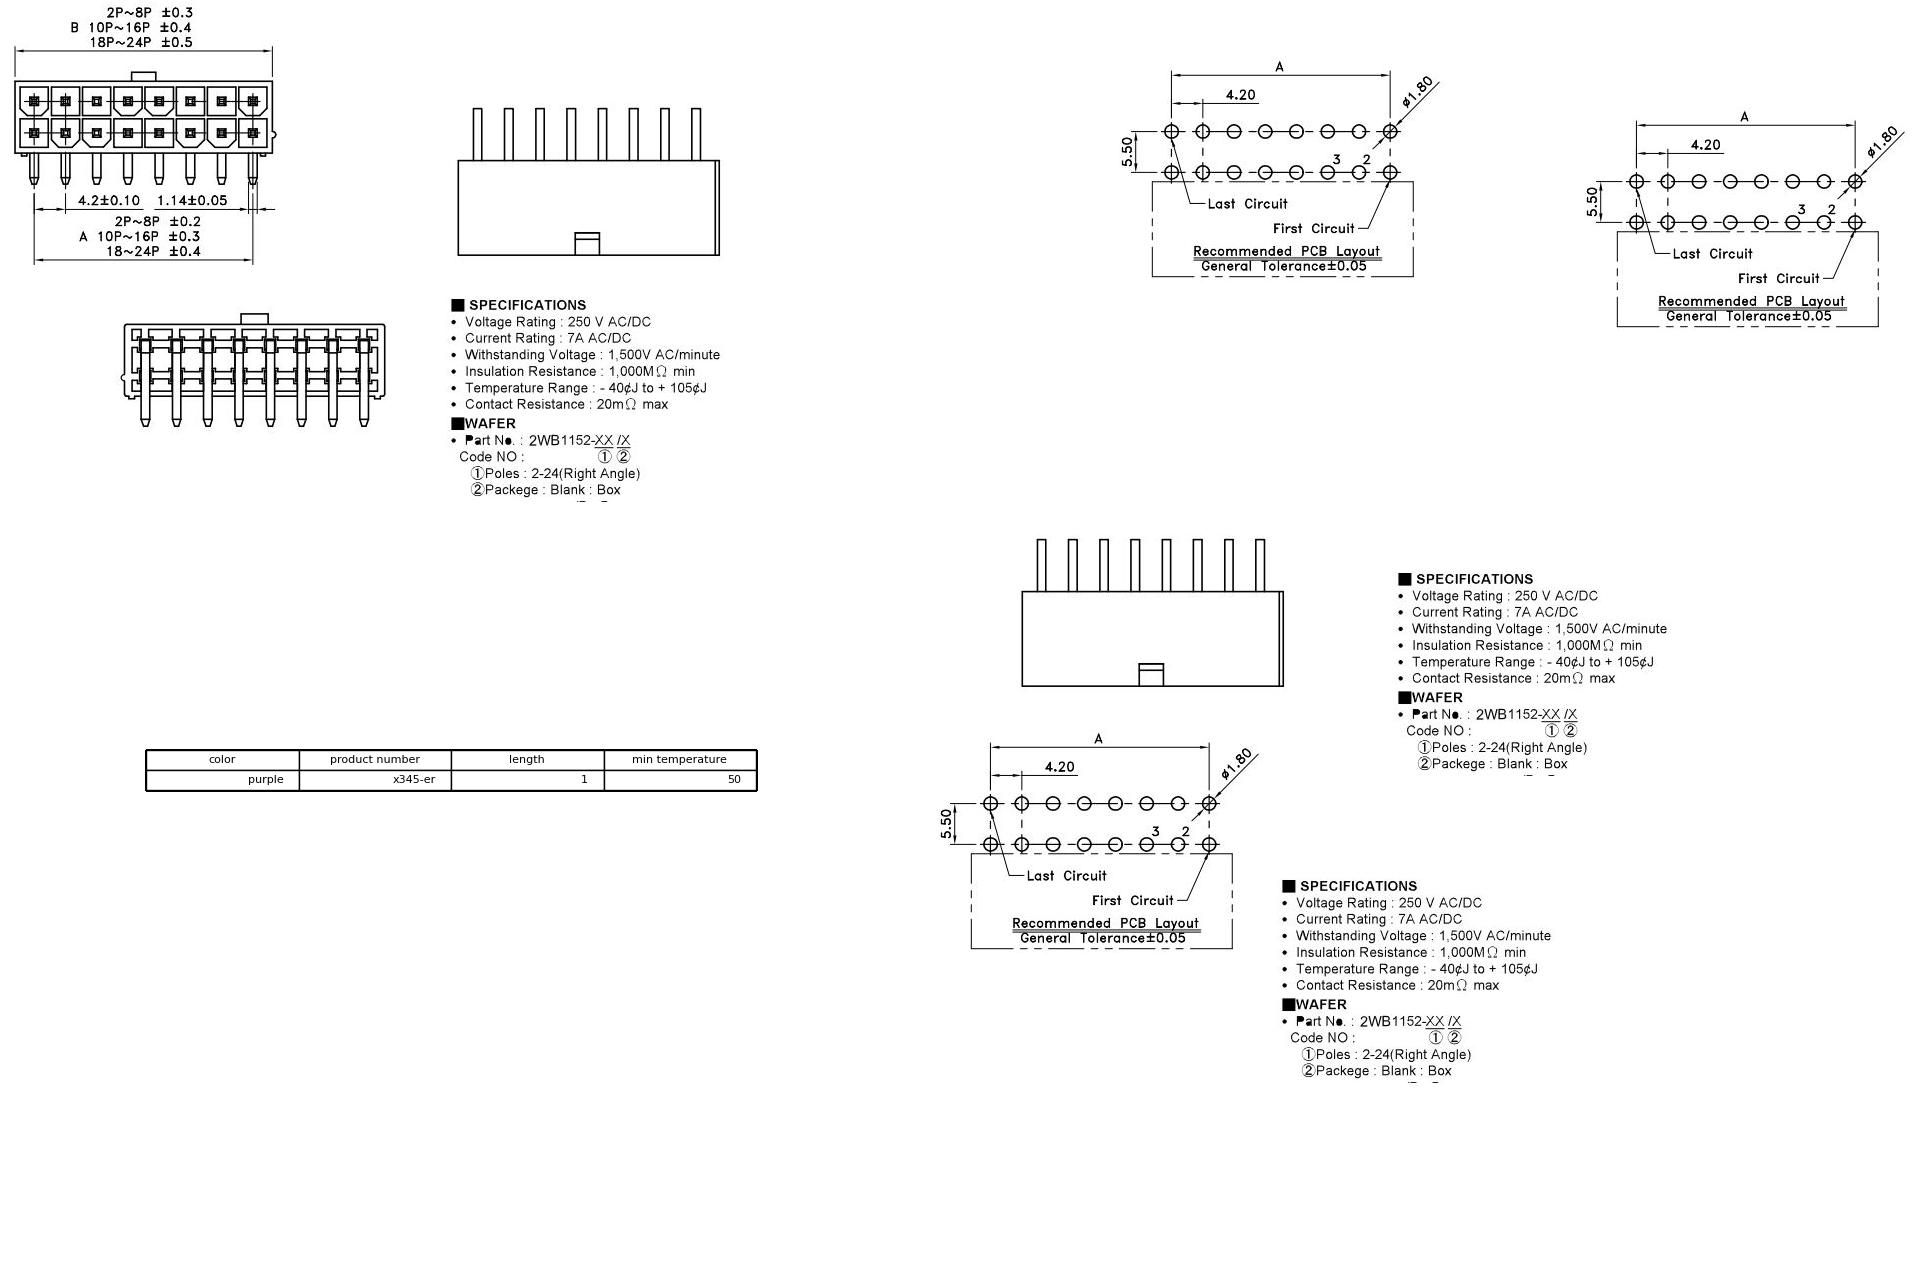 2P~8P ±0.3
B 10P~16P ±0.4
18P~24P ±0.5
4.2±0.10 1.14±0.05
2P~8P ±0.2
A 10P~16P ±0.3
18~24P ±0.4
■ SPECIFICATIONS
• Voltage Rating : 250 V AC/DC
• Current Rating : 7A AC/DC
• Withstanding Voltage : 1,500V AC/minute
• Insulation Resistance : 1,000MΩ min
• Temperature Range : - 40¢J to + 105¢J
• Contact Resistance : 20mΩ max
■WAFER
• Part No. : 2WB1152-XX /X
Code NO : ① ②
①Poles : 2-24(Right Angle)
②Packege : Blank : Box
A
4.20
ø1.80
5.50
3 2
Last Circuit
First Circuit
Recommended PCB Layout
General Tolerance±0.05
A
4.20
ø1.80
5.50
3 2
Last Circuit
First Circuit
Recommended PCB Layout
General Tolerance±0.05
■ SPECIFICATIONS
• Voltage Rating : 250 V AC/DC
• Current Rating : 7A AC/DC
• Withstanding Voltage : 1,500V AC/minute
• Insulation Resistance : 1,000MΩ min
• Temperature Range : - 40¢J to + 105¢J
• Contact Resistance : 20mΩ max
■WAFER
• Part No. : 2WB1152-XX /X
Code NO : ① ②
①Poles : 2-24(Right Angle)
②Packege : Blank : Box
color product number length min temperature
purple x345-er 1 50
A
4.20
ø1.80
5.50
3 2
Last Circuit
First Circuit
Recommended PCB Layout
General Tolerance±0.05
■ SPECIFICATIONS
• Voltage Rating : 250 V AC/DC
• Current Rating : 7A AC/DC
• Withstanding Voltage : 1,500V AC/minute
• Insulation Resistance : 1,000MΩ min
• Temperature Range : - 40¢J to + 105¢J
• Contact Resistance : 20mΩ max
■WAFER
• Part No. : 2WB1152-XX /X
Code NO : ① ②
①Poles : 2-24(Right Angle)
②Packege : Blank : Box